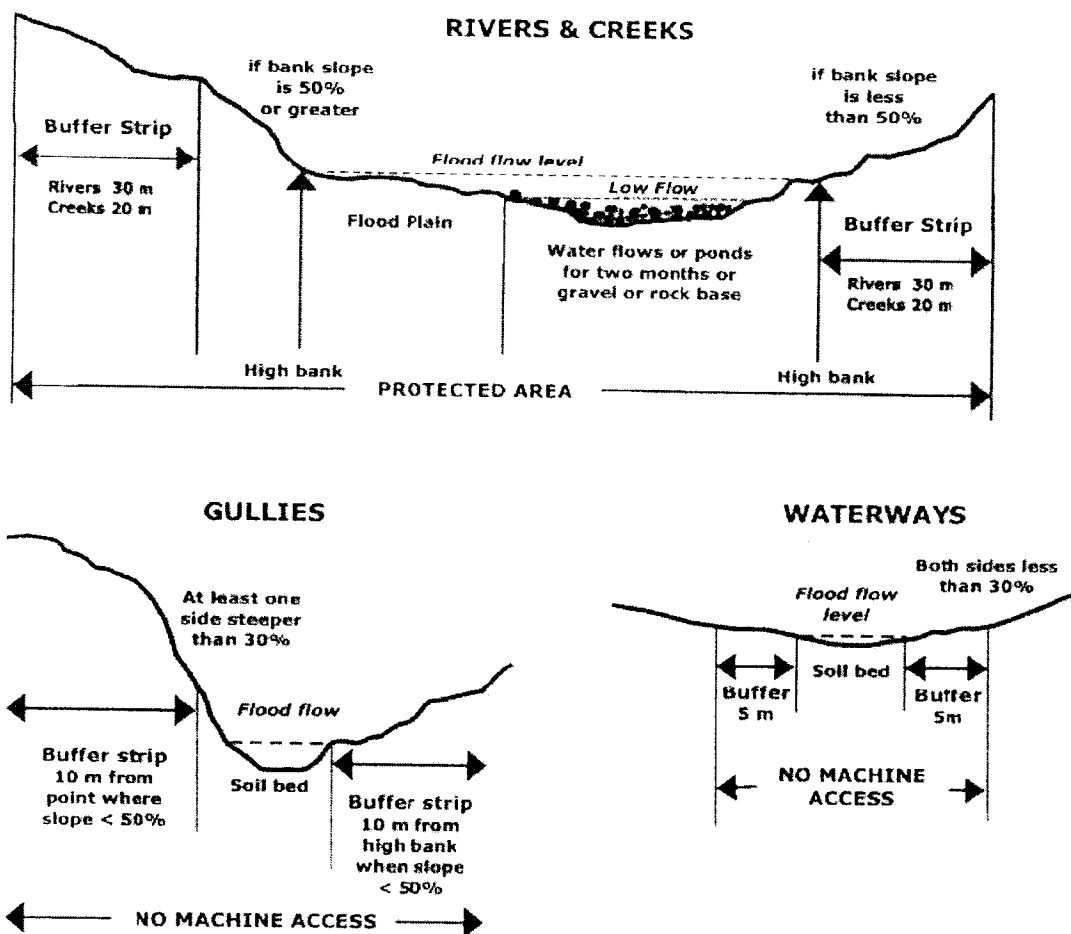 RIVERS & CREEKS
if bank slope
is 50%
or greater
if bank slope
is less
than 50%
Buffer Strip
Rivers 30 m
Creeks 20 m
Flood flow level
Low Flow
Flood Plain
Water flows or ponds
for two months or
gravel or rock base
Buffer Strip
Rivers 30 m
Creeks 20 m
High bank
High bank
PROTECTED AREA
GULLIES
At least one
side steeper
than 30%
Flood flow
Soil bed
Buffer strip
10 m from
point where
slope < 50%
Buffer strip
10 m from
high bank
when slope
< 50%
NO MACHINE ACCESS
WATERWAYS
Both sides less
than 30%
Flood flow
level
Soil bed
Buffer
5 m
Buffer
5m
NO MACHINE
ACCESS